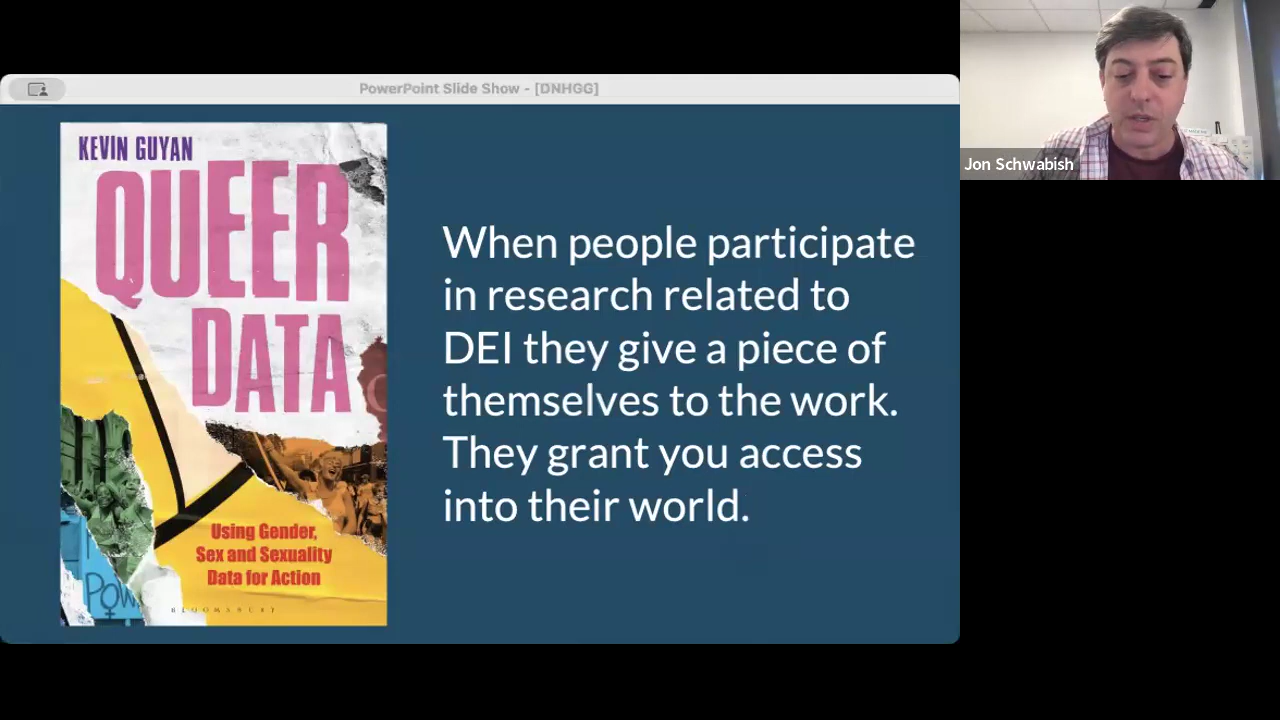 PowerPoint Slide Show - [DNHGG]
KEVIN GUYAN
QUEER
DATA
Using Gender,
Sex and Sexuality
Data for Action
POW
BLOOMSBURY
When people participate
in research related to
DEI they give a piece of
themselves to the work.
They grant you access
into their world.
Jon Schwabish